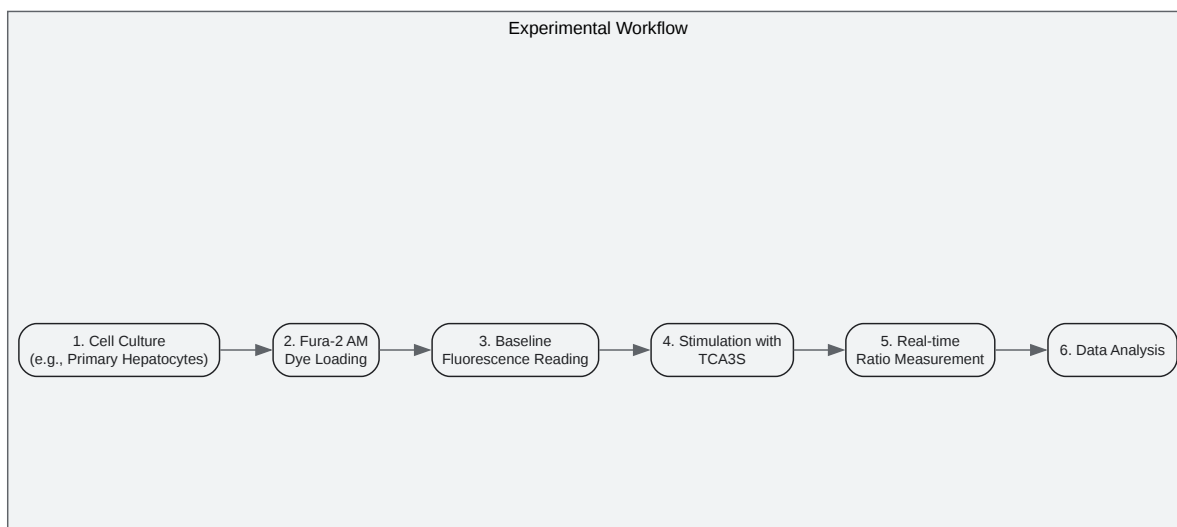 Experimental Workflow
1. Cell Culture
(e.g., Primary Hepatocytes)
2. Fura-2 AM
Dye Loading
3. Baseline
Fluorescence Reading
4. Stimulation with
TCA3S
5. Real-time
Ratio Measurement
6. Data Analysis